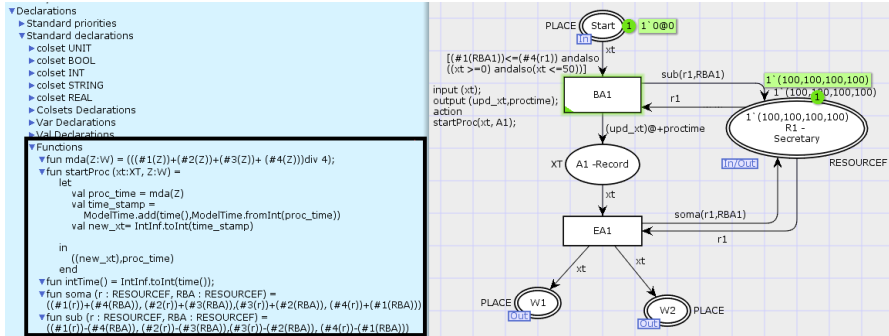 Declarations
Standard priorities
Standard declarations
colset UNIT
colset BOOL
colset INT
colset STRING
colset REAL
Colsets Declarations
Var Declarations
Val Declarations
Functions
fun mda(Z:W) = (((#1(Z))+(#2(Z))+(#3(Z))+ (#4(Z)))div 4);
fun startProc (xt:XT, Z:W) =
let
val proc_time = mda(Z)
val time_stamp =
ModelTime.add(time(),ModelTime.fromInt(proc_time))
val new_xt= IntInf.toInt(time_stamp)
in
((new_xt),proc_time)
end
fun intTime() = IntInf.toInt(time());
fun soma (r : RESOURCEF, RBA : RESOURCEF) =
((#1(r))+(#4(RBA)), (#2(r))+(#3(RBA)),(#3(r))+(#2(RBA)), (#4(r))+(#1(RBA)))
fun sub (r : RESOURCEF, RBA : RESOURCEF) =
((#1(r))-(#4(RBA)), (#2(r))-(#3(RBA)),(#3(r))-(#2(RBA)), (#4(r))-(#1(RBA)))
PLACE
Start
1
1`0@0
In
xt
[(#1(RBA1))<=(#4(r1)) andalso
((xt >=0) andalso(xt <=50))]
input (xt);
output (upd_xt,proctime);
action
startProc(xt, A1);
BA1
sub(r1,RBA1)
r1
1`(100,100,100,100)
1
1`(100,100,100,100)
1`(100,100,100,100)
R1 -
Secretary
In/Out
RESOURCEF
(upd_xt)@+proctime
XT
A1 -Record
xt
EA1
soma(r1,RBA1)
r1
xt
xt
PLACE
W1
Out
W2
PLACE
Out